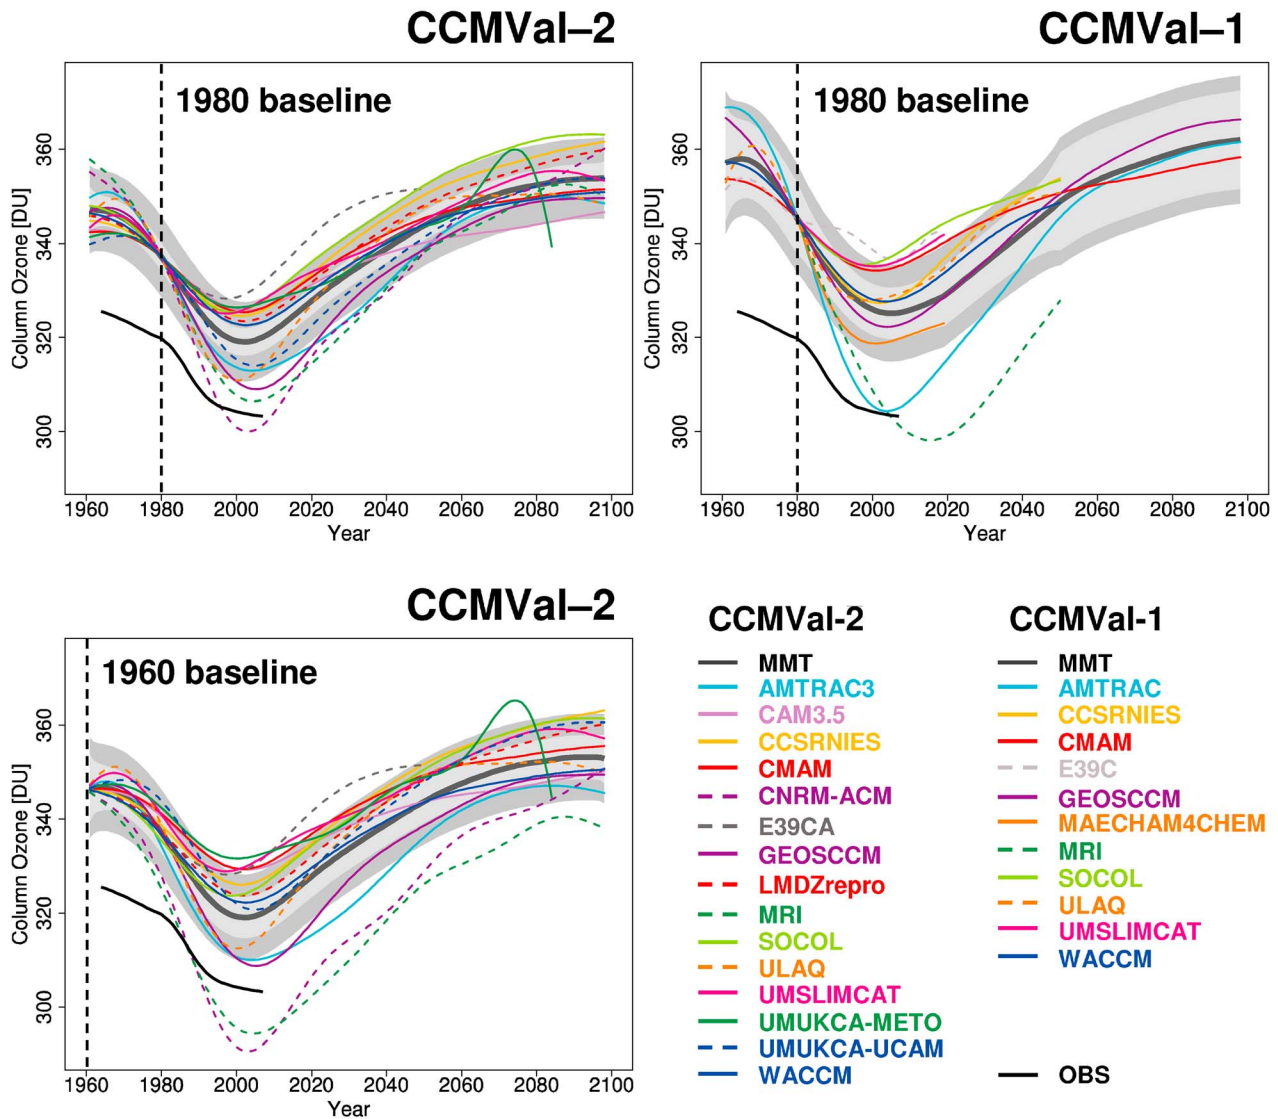 CCMVal–2
1980 baseline
Column Ozone [DU]
360
340
320
300
1960 1980 2000 2020 2040 2060 2080 2100
Year
CCMVal–1
1980 baseline
Column Ozone [DU]
360
340
320
300
1960 1980 2000 2020 2040 2060 2080 2100
Year
CCMVal–2
1960 baseline
Column Ozone [DU]
360
340
320
300
1960 1980 2000 2020 2040 2060 2080 2100
Year
CCMVal-2
MMT
AMTRAC3
CAM3.5
CCSRNIES
CMAM
CNRM-ACM
E39CA
GEOSCCM
LMDZrepro
MRI
SOCOL
ULAQ
UMSLIMCAT
UMUKCA-METO
UMUKCA-UCAM
WACCM
CCMVal-1
MMT
AMTRAC
CCSRNIES
CMAM
E39C
GEOSCCM
MAECHAM4CHEM
MRI
SOCOL
ULAQ
UMSLIMCAT
WACCM
OBS